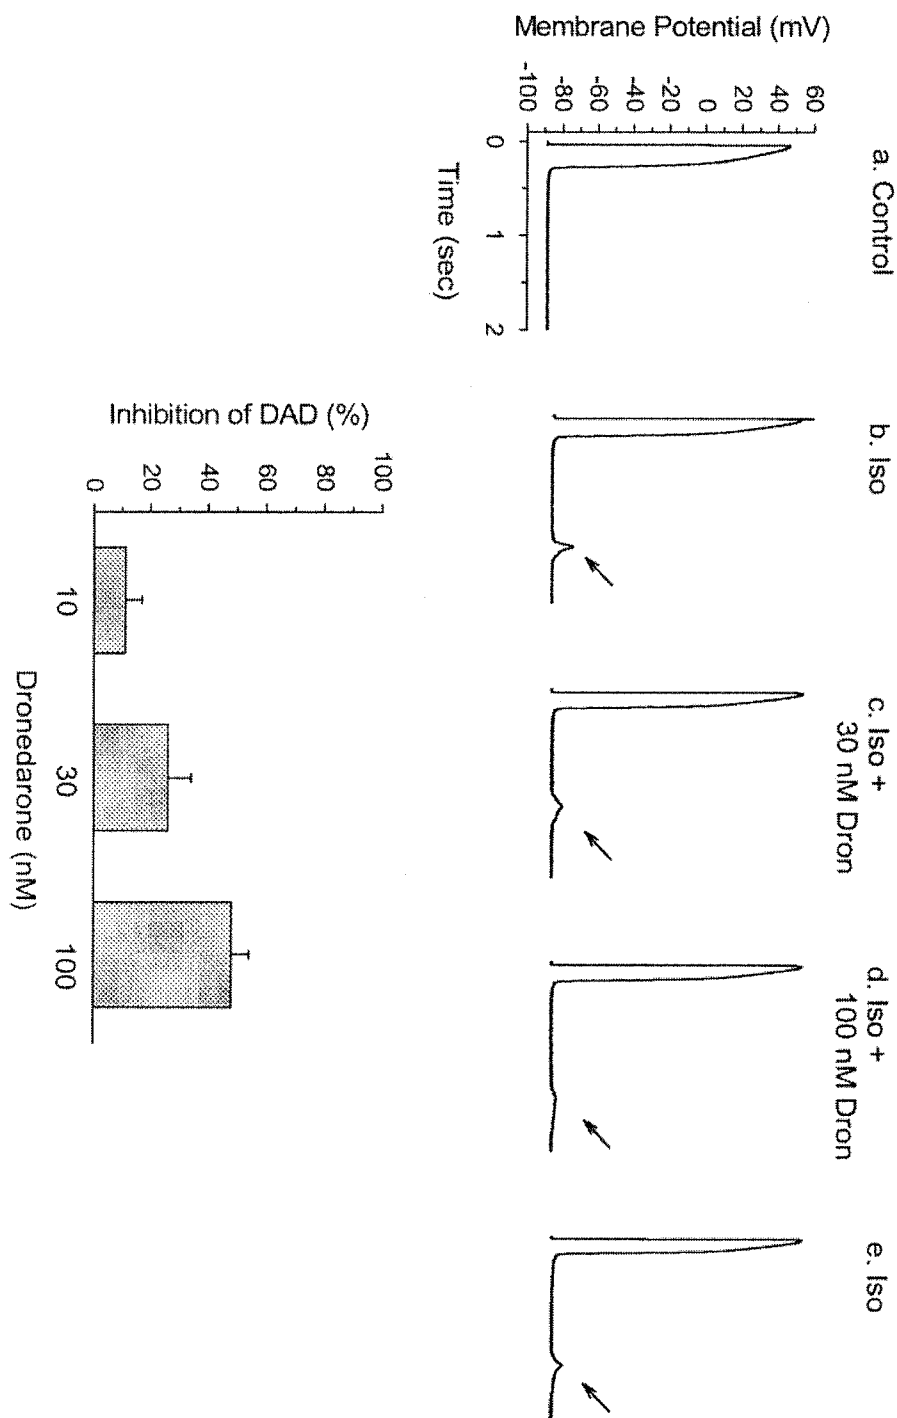 a. Control
b. Iso
c. Iso +
30 nM Dron
d. Iso +
100 nM Dron
e. Iso
Membrane Potential (mV)
60
40
20
0
-20
-40
-60
-80
-100
0
1
2
Time (sec)
Inhibition of DAD (%)
100
80
60
40
20
0
10
30
100
Dronedarone (nM)